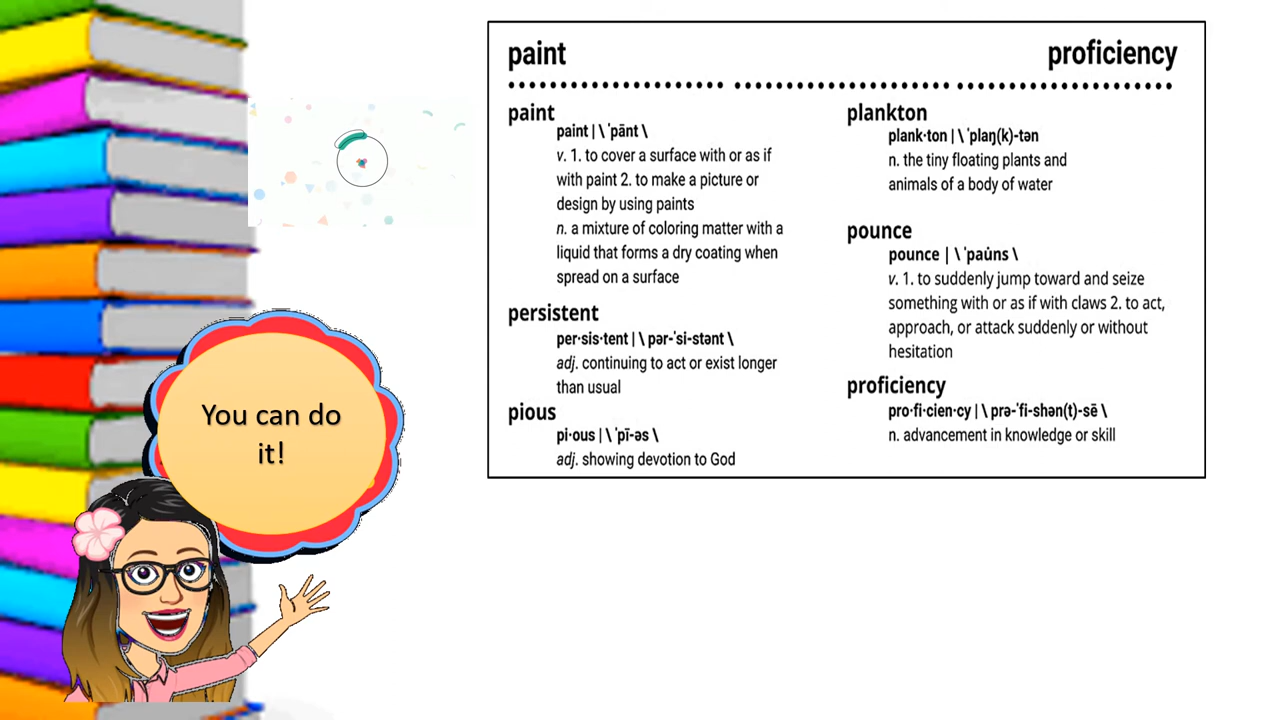 paint proficiency
paint
paint | \ ˈpānt \
v. 1. to cover a surface with or as if
with paint 2. to make a picture or
design by using paints
n. a mixture of coloring matter with a
liquid that forms a dry coating when
spread on a surface
persistent
per·sis·tent | \ pər-ˈsi-stənt \
adj. continuing to act or exist longer
than usual
pious
pi·ous | \ ˈpī-əs \
adj. showing devotion to God
plankton
plank·ton | \ ˈplaŋ(k)-tən
n. the tiny floating plants and
animals of a body of water
pounce
pounce | \ ˈpau̇ns \
v. 1. to suddenly jump toward and seize
something with or as if with claws 2. to act,
approach, or attack suddenly or without
hesitation
proficiency
pro·fi·cien·cy | \ prə-ˈfi-shən(t)-sē \
n. advancement in knowledge or skill
You can do
it!